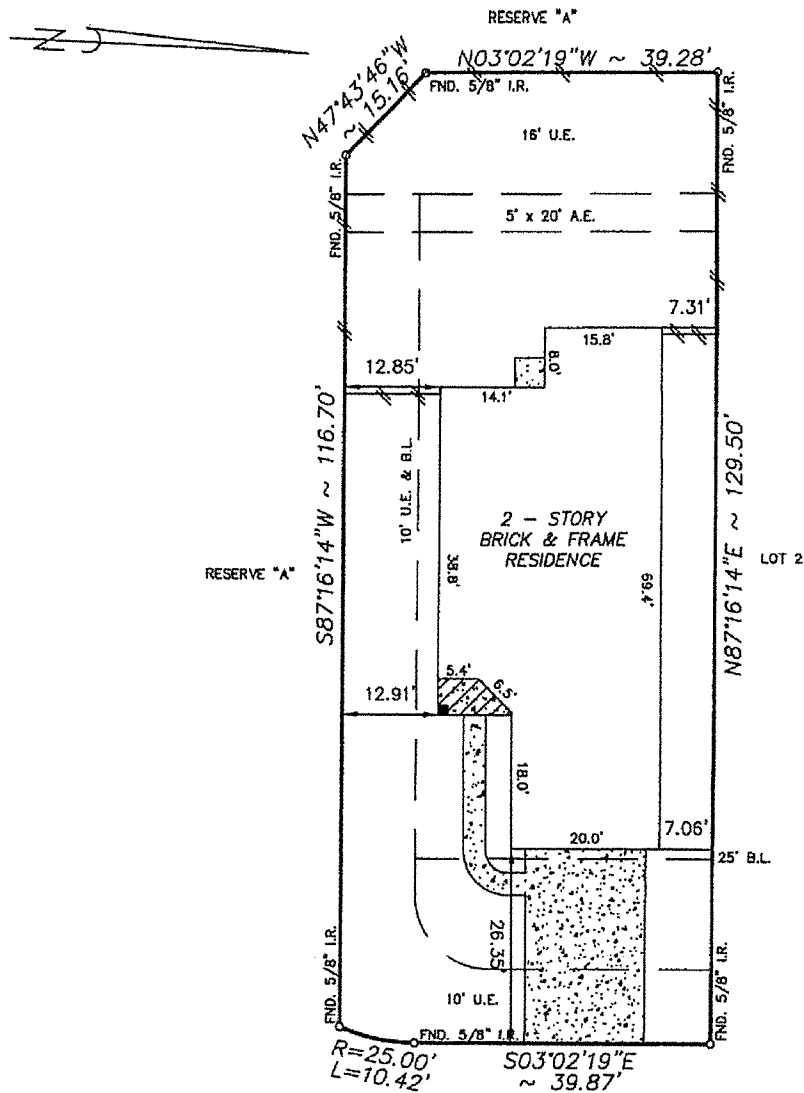 RESERVE "A"
N
N03°02'19"W ~ 39.28'
N47°43'46"W
~ 15.16'
FND. 5/8" I.R.
FND. 5/8" I.R.
16' U.E.
FND. 5/8" I.R.
5' x 20' A.E.
7.31'
15.8'
8.0'
12.85'
14.1'
S87°16'14"W ~ 116.70'
10' U.E. & B.L.
2 - STORY
BRICK & FRAME
RESIDENCE
N87°16'14"E ~ 129.50'
LOT 2
RESERVE "A"
38.8'
69.4'
5.4'
6.5'
12.91'
18.0'
20.0'
7.06'
25' B.L.
26.35'
FND. 5/8" I.R.
10' U.E.
FND. 5/8" I.R.
FND. 5/8" I.R.
R=25.00'
L=10.42'
S03°02'19"E
~ 39.87'